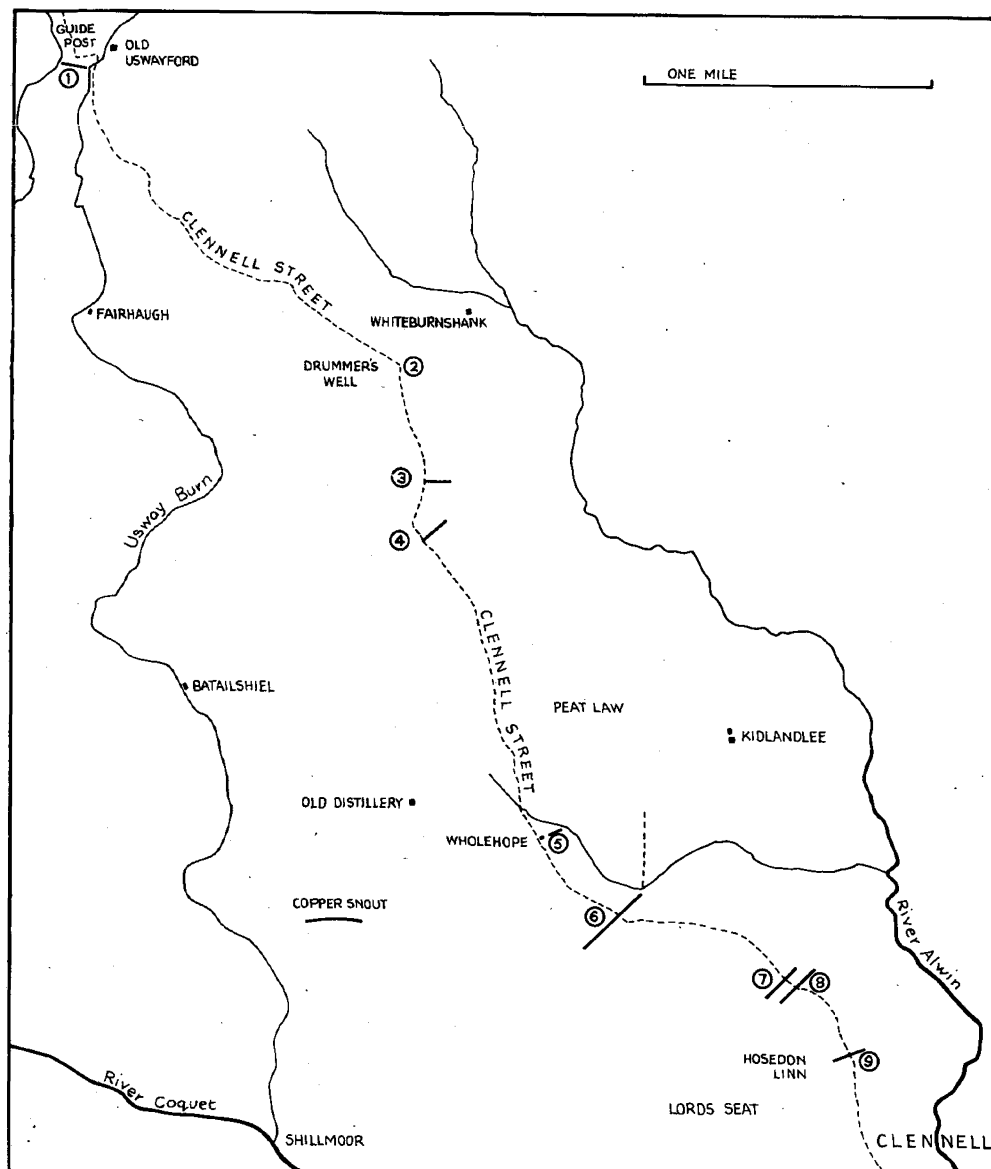 GUIDE
POST
OLD
USWAYFORD
①
ONE MILE
CLENNELL STREET
FAIRHAUGH
WHITEBURNSHANK
DRUMMER'S
WELL
②
③
Usway Burn
④
CLENNELL STREET
BATAILSHIEL
PEAT LAW
KIDLANDLEE
OLD DISTILLERY
WHOLEHOPE
⑤
COPPER SNOUT
⑥
River Alwin
⑦
⑧
HOSEDON
LINN
⑨
River Coquet
LORDS SEAT
SHILLMOOR
CLENNELL